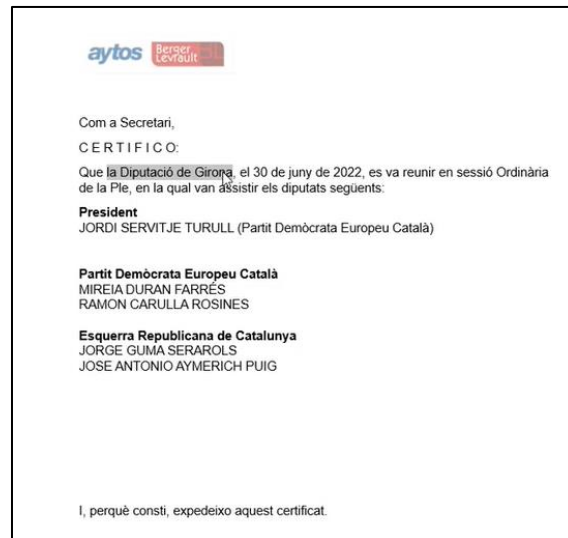 aytos Berger Levrault
Com a Secretari,
C E R T I F I C O:
Que la Diputació de Girona, el 30 de juny de 2022, es va reunir en sessió Ordinària
de la Ple, en la qual van assistir els diputats següents:
President
JORDI SERVITJE TURULL (Partit Demòcrata Europeu Català)
Partit Demòcrata Europeu Català
MIREIA DURAN FARRÉS
RAMON CARULLA ROSINES
Esquerra Republicana de Catalunya
JORGE GUMA SERAROLS
JOSE ANTONIO AYMERICH PUIG
I, perquè consti, expedeixo aquest certificat.